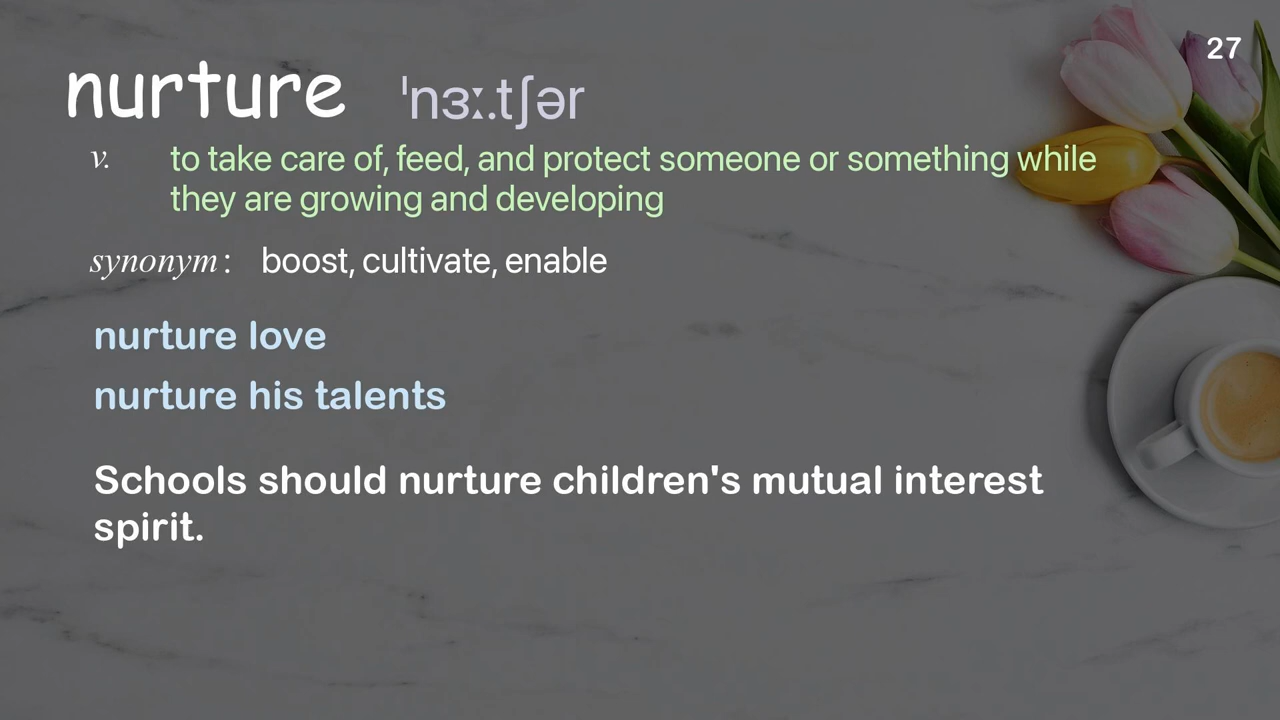 27
nurture ˈnɜː.tʃər
v. to take care of, feed, and protect someone or something while
they are growing and developing
synonym : boost, cultivate, enable
nurture love
nurture his talents
Schools should nurture children's mutual interest
spirit.